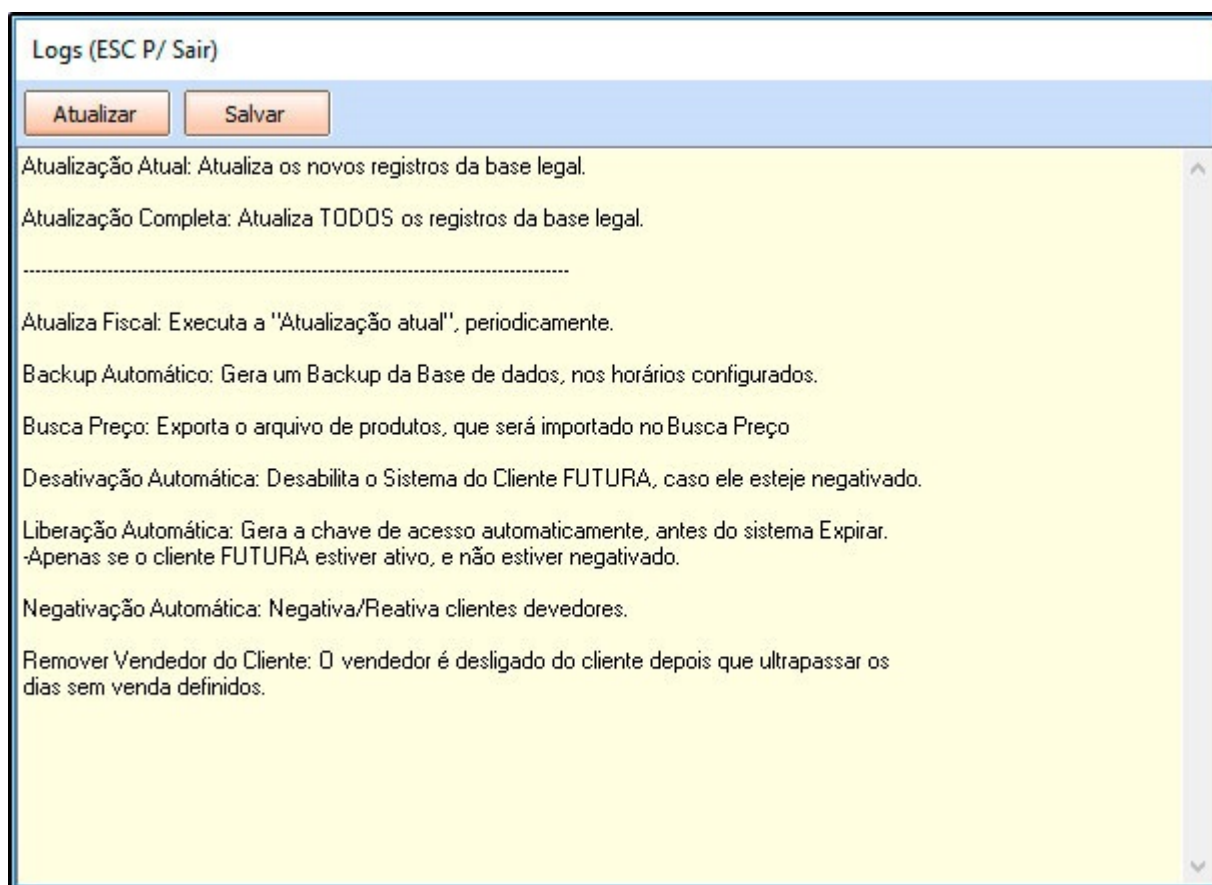 Logs (ESC P/ Sair)
Atualizar Salvar
Atualização Atual: Atualiza os novos registros da base legal.
Atualização Completa: Atualiza TODOS os registros da base legal.
-------------------------------------------------------------------------------------------
Atualiza Fiscal: Executa a "Atualização atual", periodicamente.
Backup Automático: Gera um Backup da Base de dados, nos horários configurados.
Busca Preço: Exporta o arquivo de produtos, que será importado no Busca Preço
Desativação Automática: Desabilita o Sistema do Cliente FUTURA, caso ele esteje negativado.
Liberação Automática: Gera a chave de acesso automaticamente, antes do sistema Expirar.
-Apenas se o cliente FUTURA estiver ativo, e não estiver negativado.
Negativação Automática: Negativa/Reativa clientes devedores.
Remover Vendedor do Cliente: O vendedor é desligado do cliente depois que ultrapassar os
dias sem venda definidos.